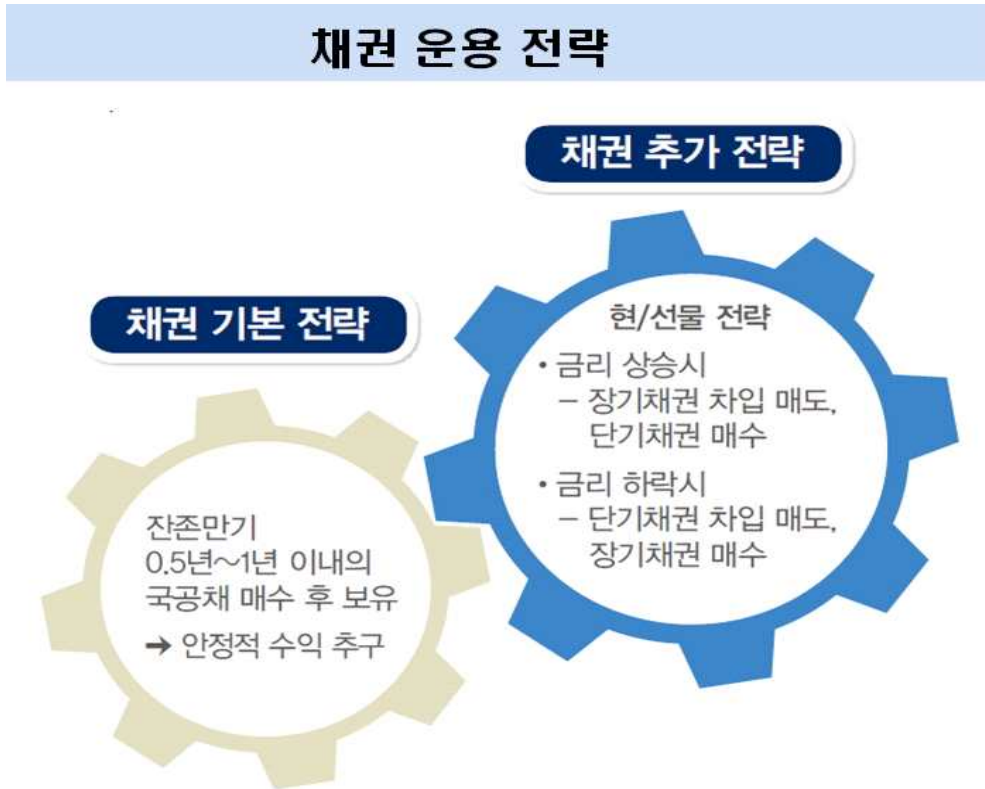 채권 운용 전략
채권 추가 전략
현/선물 전략
• 금리 상승시
– 장기채권 차입 매도,
단기채권 매수
• 금리 하락시
– 단기채권 차입 매도,
장기채권 매수
채권 기본 전략
잔존만기
0.5년~1년 이내의
국공채 매수 후 보유
→ 안정적 수익 추구